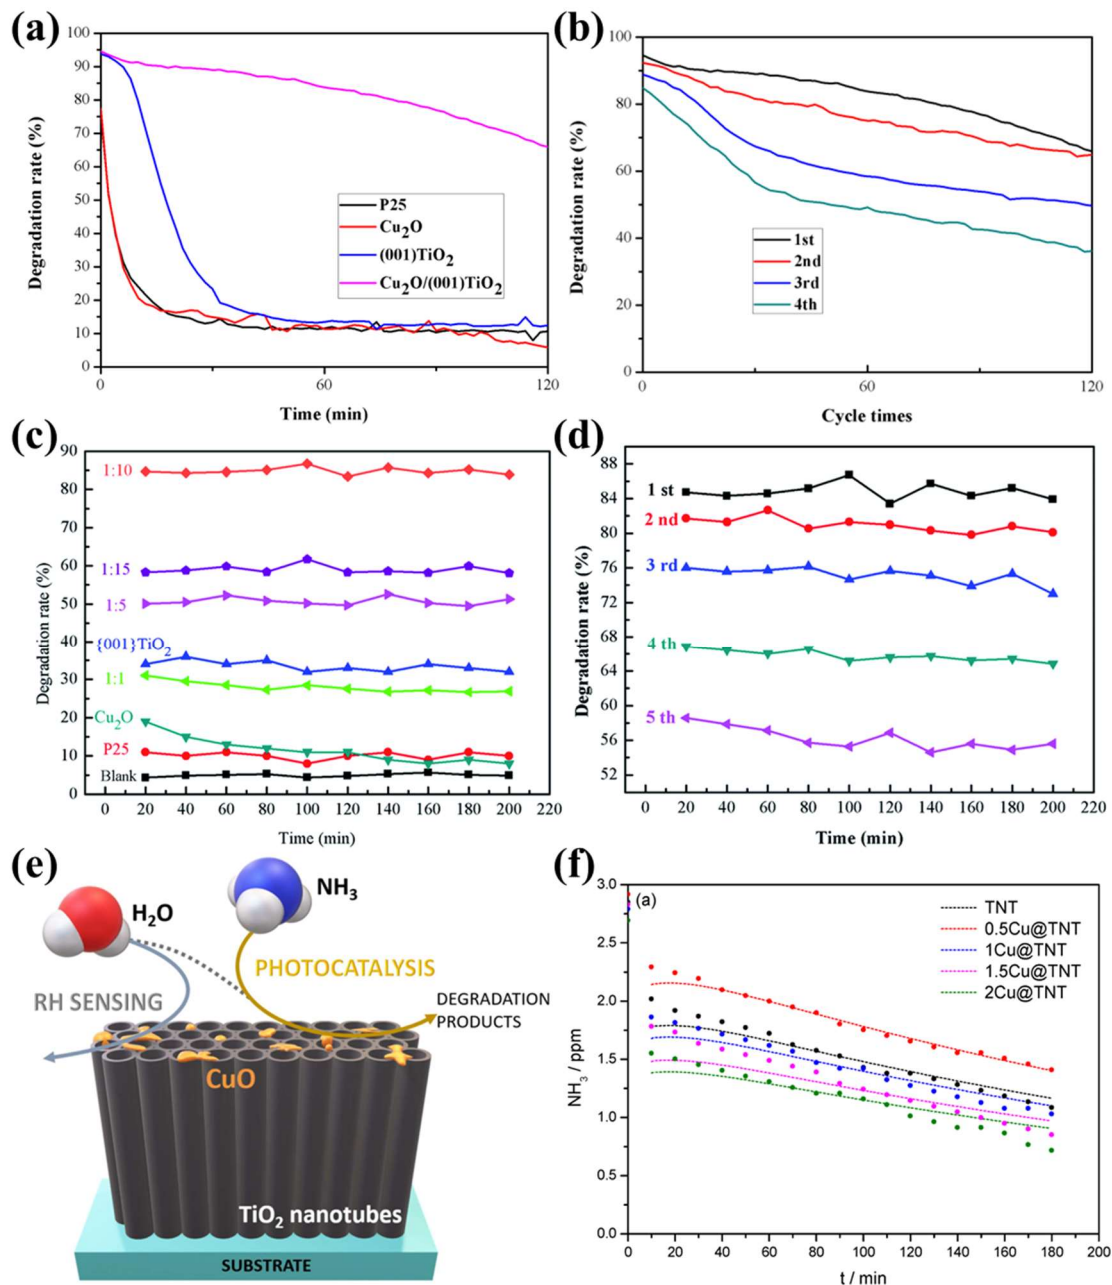 (a)
Degradation rate (%)
100
90
80
70
60
50
40
30
20
10
0
P25
Cu2O
(001)TiO2
Cu2O/(001)TiO2
0
60
120
Time (min)
(b)
Degradation rate (%)
100
80
60
40
20
0
1st
2nd
3rd
4th
0
60
120
Cycle times
(c)
Degradation rate (%)
90
80
70
60
50
40
30
20
10
0
1:10
1:15
1:5
{001}TiO2
1:1
Cu2O
P25
Blank
0 20 40 60 80 100 120 140 160 180 200 220
Time (min)
(d)
Degradation rate (%)
88
84
80
76
72
68
64
60
56
52
1 st
2 nd
3 rd
4 th
5 th
0 20 40 60 80 100 120 140 160 180 200 220
Time (min)
(e)
H2O
NH3
PHOTOCATALYSIS
RH SENSING
DEGRADATION
PRODUCTS
CuO
TiO2 nanotubes
SUBSTRATE
(f)
(a)
NH3 / ppm
3.0
2.5
2.0
1.5
1.0
0.5
0.0
TNT
0.5Cu@TNT
1Cu@TNT
1.5Cu@TNT
2Cu@TNT
0 20 40 60 80 100 120 140 160 180 200
t / min